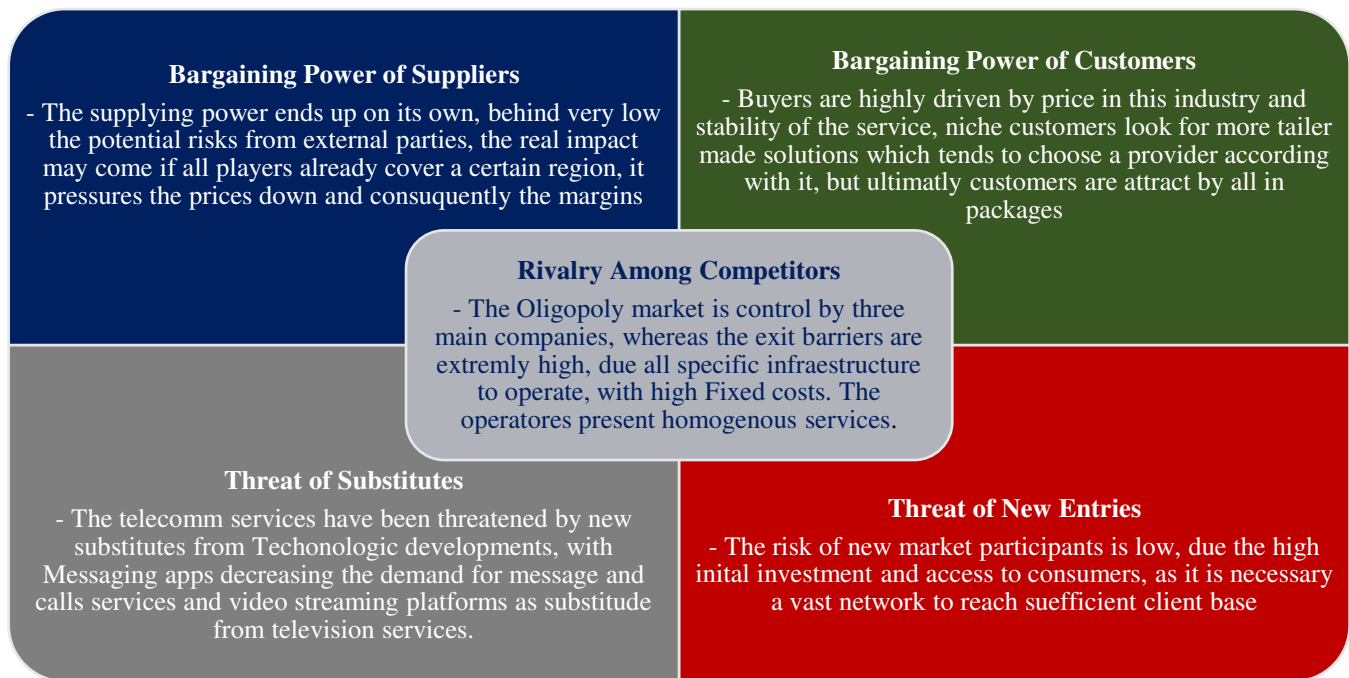 Bargaining Power of Suppliers
- The supplying power ends up on its own, behind very low
the potential risks from external parties, the real impact
may come if all players already cover a certain region, it
pressures the prices down and consuquently the margins
Bargaining Power of Customers
- Buyers are highly driven by price in this industry and
stability of the service, niche customers look for more tailer
made solutions which tends to choose a provider according
with it, but ultimatly customers are attract by all in
packages
Rivalry Among Competitors
- The Oligopoly market is control by three
main companies, whereas the exit barriers are
extremly high, due all specific infraestructure
to operate, with high Fixed costs. The
operatores present homogenous services.
Threat of Substitutes
- The telecomm services have been threatened by new
substitutes from Techonologic developments, with
Messaging apps decreasing the demand for message and
calls services and video streaming platforms as substitude
from television services.
Threat of New Entries
- The risk of new market participants is low, due the high
inital investment and access to consumers, as it is necessary
a vast network to reach suefficient client base